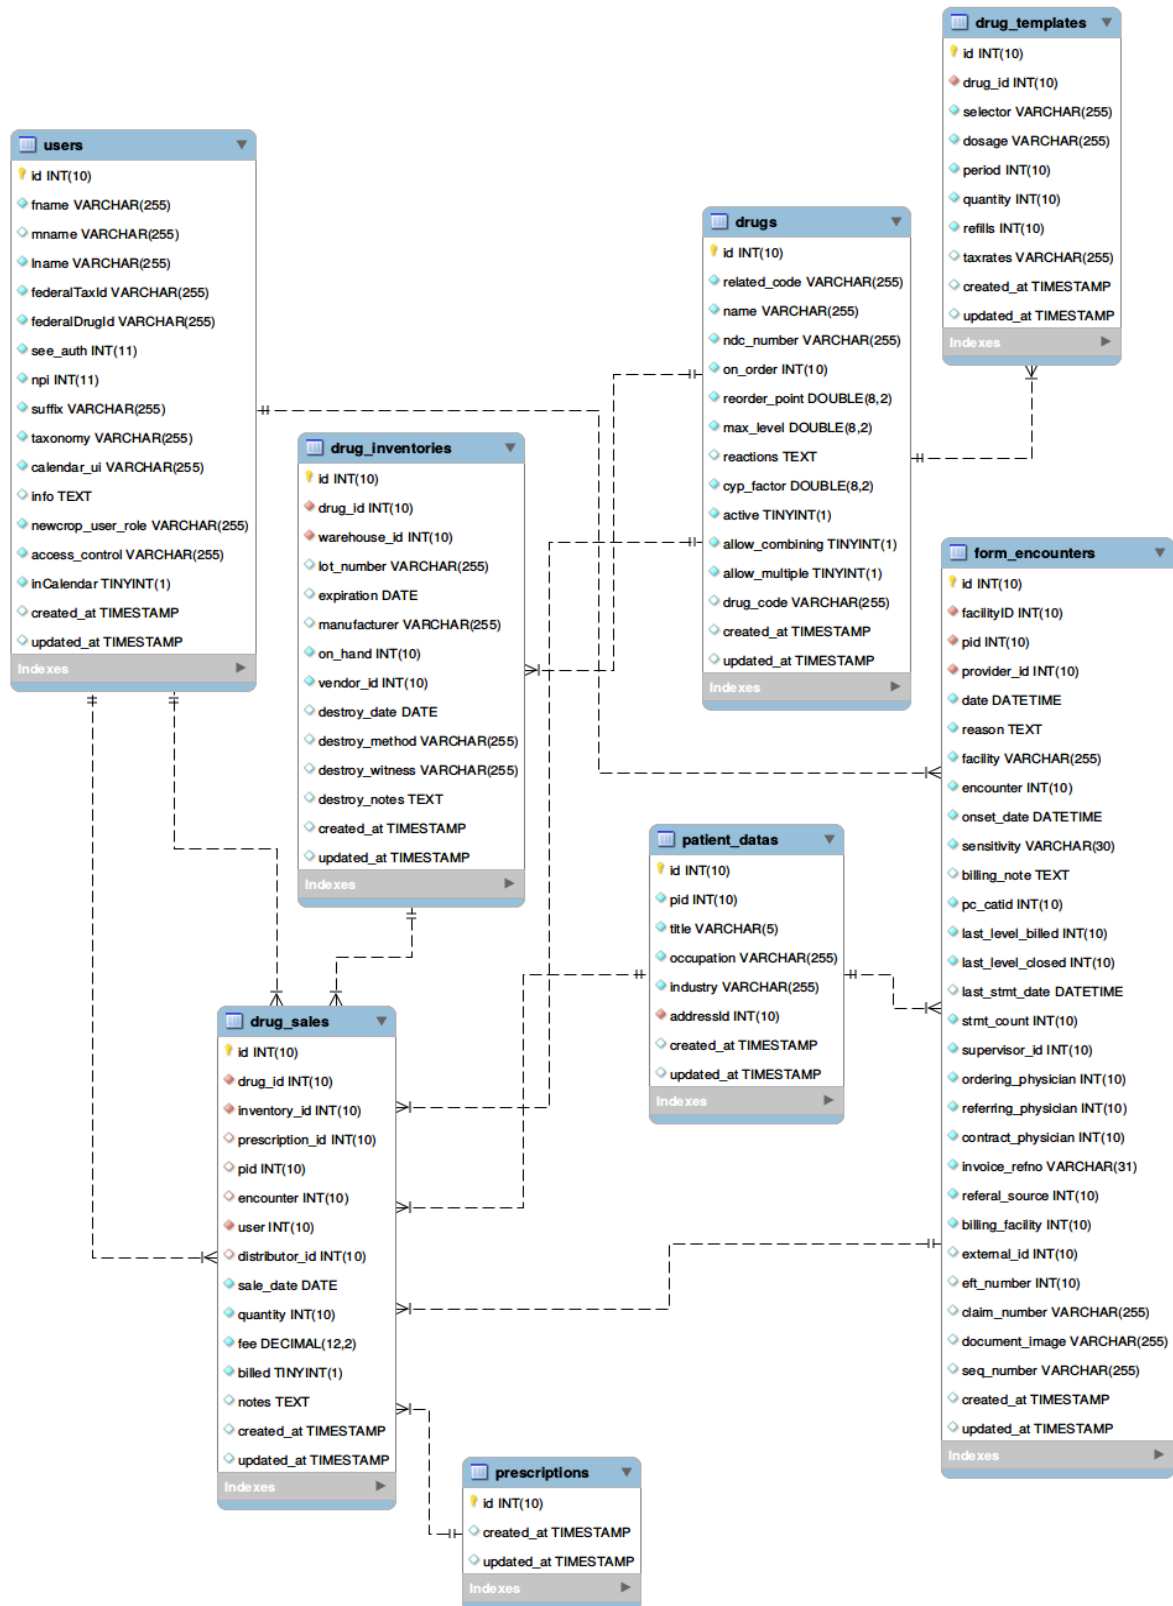 drug_templates
id INT(10)
drug_id INT(10)
selector VARCHAR(255)
dosage VARCHAR(255)
period INT(10)
quantity INT(10)
refills INT(10)
taxrates VARCHAR(255)
created_at TIMESTAMP
updated_at TIMESTAMP
Indexes
users
id INT(10)
fname VARCHAR(255)
mname VARCHAR(255)
lname VARCHAR(255)
federalTaxId VARCHAR(255)
federalDrugId VARCHAR(255)
see_auth INT(11)
npi INT(11)
suffix VARCHAR(255)
taxonomy VARCHAR(255)
calendar_ui VARCHAR(255)
info TEXT
newcrop_user_role VARCHAR(255)
access_control VARCHAR(255)
inCalendar TINYINT(1)
created_at TIMESTAMP
updated_at TIMESTAMP
Indexes
drugs
id INT(10)
related_code VARCHAR(255)
name VARCHAR(255)
ndc_number VARCHAR(255)
on_order INT(10)
reorder_point DOUBLE(8,2)
max_level DOUBLE(8,2)
reactions TEXT
cyp_factor DOUBLE(8,2)
active TINYINT(1)
allow_combining TINYINT(1)
allow_multiple TINYINT(1)
drug_code VARCHAR(255)
created_at TIMESTAMP
updated_at TIMESTAMP
Indexes
drug_inventories
id INT(10)
drug_id INT(10)
warehouse_id INT(10)
lot_number VARCHAR(255)
expiration DATE
manufacturer VARCHAR(255)
on_hand INT(10)
vendor_id INT(10)
destroy_date DATE
destroy_method VARCHAR(255)
destroy_witness VARCHAR(255)
destroy_notes TEXT
created_at TIMESTAMP
updated_at TIMESTAMP
Indexes
form_encounters
id INT(10)
facilityID INT(10)
pid INT(10)
provider_id INT(10)
date DATETIME
reason TEXT
facility VARCHAR(255)
encounter INT(10)
onset_date DATETIME
sensitivity VARCHAR(30)
billing_note TEXT
pc_catid INT(10)
last_level_billed INT(10)
last_level_closed INT(10)
last_stmt_date DATETIME
stmt_count INT(10)
supervisor_id INT(10)
ordering_physician INT(10)
referring_physician INT(10)
contract_physician INT(10)
invoice_refno VARCHAR(31)
referal_source INT(10)
billing_facility INT(10)
external_id INT(10)
eft_number INT(10)
claim_number VARCHAR(255)
document_image VARCHAR(255)
seq_number VARCHAR(255)
created_at TIMESTAMP
updated_at TIMESTAMP
Indexes
patient_datas
id INT(10)
pid INT(10)
title VARCHAR(5)
occupation VARCHAR(255)
industry VARCHAR(255)
addressId INT(10)
created_at TIMESTAMP
updated_at TIMESTAMP
Indexes
drug_sales
id INT(10)
drug_id INT(10)
inventory_id INT(10)
prescription_id INT(10)
pid INT(10)
encounter INT(10)
user INT(10)
distributor_id INT(10)
sale_date DATE
quantity INT(10)
fee DECIMAL(12,2)
billed TINYINT(1)
notes TEXT
created_at TIMESTAMP
updated_at TIMESTAMP
Indexes
prescriptions
id INT(10)
created_at TIMESTAMP
updated_at TIMESTAMP
Indexes